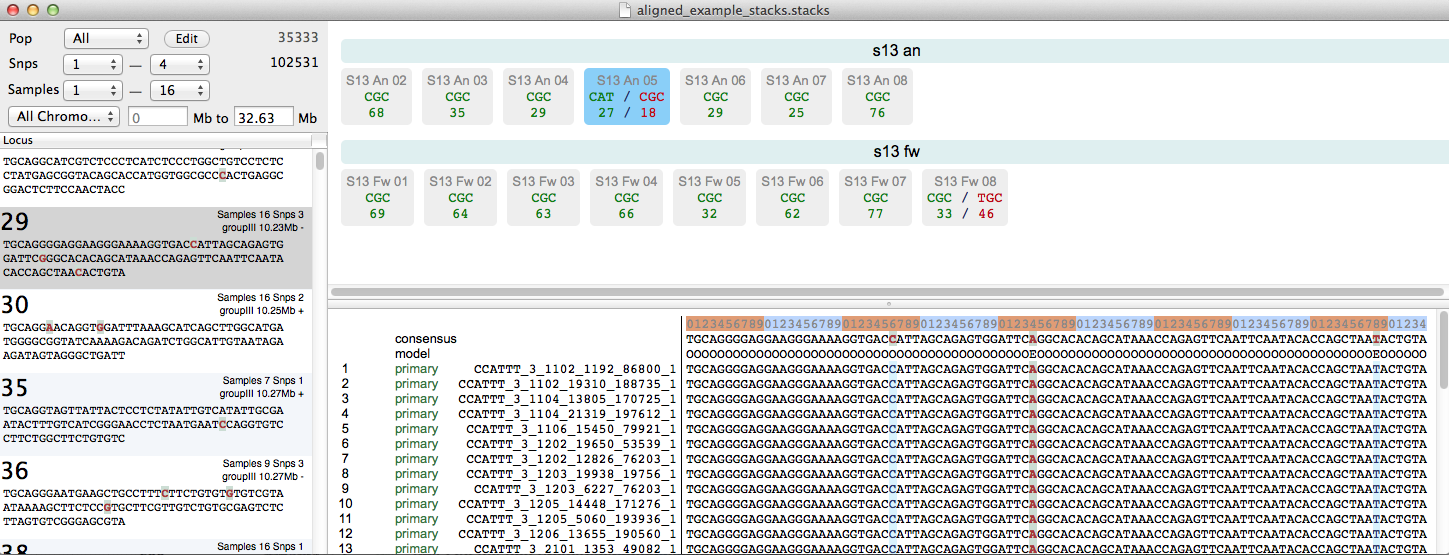 aligned_example_stacks.stacks
Pop All Edit 35333
Snps 1 — 4 102531
Samples 1 — 16
All Chromo... 0 Mb to 32.63 Mb
Locus
TGCAGGCATCGTCTCCCTCATCTCCCTGGCTGTCCTCTC
CTATGAGCGGTACAGCACCATGGTGGCGCCCACTGAGGC
GGACTCTTCCAACTACC
29 Samples 16 Snps 3
groupIII 10.23Mb -
TGCAGGGGAGGAAGGGAAAAGGTGACCATTAGCAGAGTG
GATTCGGGCACACAGCATAAACCAGAGTTCAATTCAATA
CACCAGCTAACACTGTA
30 Samples 16 Snps 2
groupIII 10.25Mb +
TGCAGGAACAGGTGGATTTAAAGCATCAGCTTGGCATGA
TGGGGCGGTATCAAAAGACAGATCTGGCATTGTAATAGA
AGATAGTAGGGCTGATT
35 Samples 7 Snps 1
groupIII 10.27Mb +
TGCAGGTAGTTATTACTCCTCTATATTGTCATATTGCGA
ATACTTTGTCATCGGGAACCTCTAATGAATCCAGGTGTC
CTTCTGGCTTCTGTGTC
36 Samples 9 Snps 3
groupIII 10.27Mb -
TGCAGGGAATGAAGCTGCCTTTCTTCTGTGTGTGTCGTA
ATAAAAGCTTCTCCGTGCTTCGTTGTCTGTGCGAGTCTC
TTAGTGTCGGGAGCGTA
38 Samples 16 Snps 1
s13 an
S13 An 02 S13 An 03 S13 An 04 S13 An 05 S13 An 06 S13 An 07 S13 An 08
CGC CGC CGC CAT / CGC CGC CGC CGC
68 35 29 27 / 18 29 25 76
s13 fw
S13 Fw 01 S13 Fw 02 S13 Fw 03 S13 Fw 04 S13 Fw 05 S13 Fw 06 S13 Fw 07 S13 Fw 08
CGC CGC CGC CGC CGC CGC CGC CGC / TGC
69 64 63 66 32 62 77 33 / 46
01234567890123456789012345678901234567890123456789012345678901234567890123456789012345678901234
consensus TGCAGGGGAGGAAGGGAAAAGGTGACCATTAGCAGAGTGGATTCAGGCACACAGCATAAACCAGAGTTCAATTCAATACACCAGCTAATACTGTA
model OOOOOOOOOOOOOOOOOOOOOOOOOOOOOOOOOOOOOOOOOOOOEOOOOOOOOOOOOOOOOOOOOOOOOOOOOOOOOOOOOOOOOOOOEOOOOOO
1 primary CCATTT_3_1102_1192_86800_1 TGCAGGGGAGGAAGGGAAAAGGTGACCATTAGCAGAGTGGATTCAGGCACACAGCATAAACCAGAGTTCAATTCAATACACCAGCTAATACTGTA
2 primary CCATTT_3_1102_19310_188735_1 TGCAGGGGAGGAAGGGAAAAGGTGACCATTAGCAGAGTGGATTCAGGCACACAGCATAAACCAGAGTTCAATTCAATACACCAGCTAATACTGTA
3 primary CCATTT_3_1104_13805_170725_1 TGCAGGGGAGGAAGGGAAAAGGTGACCATTAGCAGAGTGGATTCAGGCACACAGCATAAACCAGAGTTCAATTCAATACACCAGCTAATACTGTA
4 primary CCATTT_3_1104_21319_197612_1 TGCAGGGGAGGAAGGGAAAAGGTGACCATTAGCAGAGTGGATTCAGGCACACAGCATAAACCAGAGTTCAATTCAATACACCAGCTAATACTGTA
5 primary CCATTT_3_1106_15450_79921_1 TGCAGGGGAGGAAGGGAAAAGGTGACCATTAGCAGAGTGGATTCAGGCACACAGCATAAACCAGAGTTCAATTCAATACACCAGCTAATACTGTA
6 primary CCATTT_3_1202_19650_53539_1 TGCAGGGGAGGAAGGGAAAAGGTGACCATTAGCAGAGTGGATTCAGGCACACAGCATAAACCAGAGTTCAATTCAATACACCAGCTAATACTGTA
7 primary CCATTT_3_1202_12826_76203_1 TGCAGGGGAGGAAGGGAAAAGGTGACCATTAGCAGAGTGGATTCAGGCACACAGCATAAACCAGAGTTCAATTCAATACACCAGCTAATACTGTA
8 primary CCATTT_3_1203_19938_19756_1 TGCAGGGGAGGAAGGGAAAAGGTGACCATTAGCAGAGTGGATTCAGGCACACAGCATAAACCAGAGTTCAATTCAATACACCAGCTAATACTGTA
9 primary CCATTT_3_1203_6227_76203_1 TGCAGGGGAGGAAGGGAAAAGGTGACCATTAGCAGAGTGGATTCAGGCACACAGCATAAACCAGAGTTCAATTCAATACACCAGCTAATACTGTA
10 primary CCATTT_3_1205_14448_171276_1 TGCAGGGGAGGAAGGGAAAAGGTGACCATTAGCAGAGTGGATTCAGGCACACAGCATAAACCAGAGTTCAATTCAATACACCAGCTAATACTGTA
11 primary CCATTT_3_1205_5060_193936_1 TGCAGGGGAGGAAGGGAAAAGGTGACCATTAGCAGAGTGGATTCAGGCACACAGCATAAACCAGAGTTCAATTCAATACACCAGCTAATACTGTA
12 primary CCATTT_3_1206_13655_190560_1 TGCAGGGGAGGAAGGGAAAAGGTGACCATTAGCAGAGTGGATTCAGGCACACAGCATAAACCAGAGTTCAATTCAATACACCAGCTAATACTGTA
13 primary CCATTT_3_2101_1353_49082_1 TGCAGGGGAGGAAGGGAAAAGGTGACCATTAGCAGAGTGGATTCAGGCACACAGCATAAACCAGAGTTCAATTCAATACACCAGCTAATACTGTA